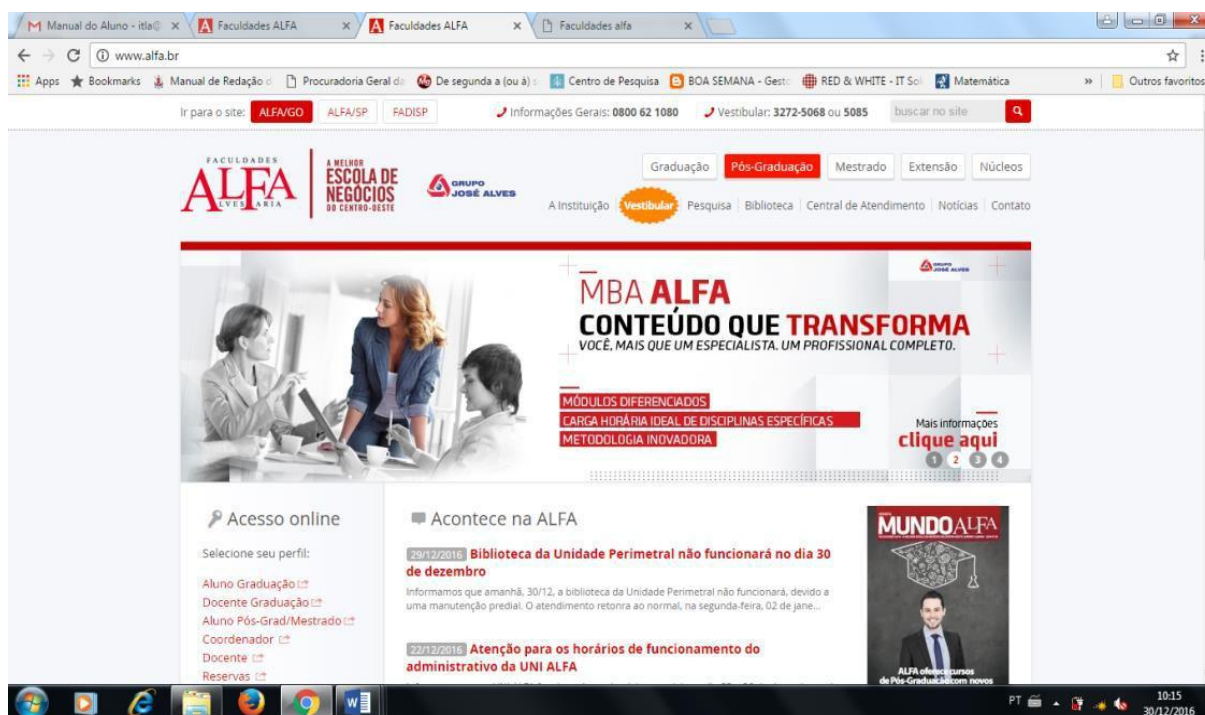 Manual do Aluno - itla@
Faculdades ALFA
Faculdades ALFA
Faculdades alfa
www.alfa.br
Apps
Bookmarks
Manual de Redação d
Procuradoria Geral da
De segunda a (ou à) s
Centro de Pesquisa
BOA SEMANA - Gest
RED & WHITE - IT Sol
Matemática
»
Outros favoritos
Ir para o site: ALFA/GO ALFA/SP FADISP
Informações Gerais: 0800 62 1080
Vestibular: 3272-5068 ou 5085
buscar no site
FACULDADES
ALFA
ALVES FARIA
A MELHOR
ESCOLA DE
NEGÓCIOS
DO CENTRO-OESTE
GRUPO
JOSÉ ALVES
Graduação Pós-Graduação Mestrado Extensão Núcleos
A Instituição Vestibular Pesquisa Biblioteca Central de Atendimento Notícias Contato
GRUPO
JOSÉ ALVES
MBA ALFA
CONTEÚDO QUE TRANSFORMA
VOCÊ, MAIS QUE UM ESPECIALISTA. UM PROFISSIONAL COMPLETO.
MÓDULOS DIFERENCIADOS
CARGA HORÁRIA IDEAL DE DISCIPLINAS ESPECÍFICAS
METODOLOGIA INOVADORA
Mais informações
clique aqui
1 2 3 4
Acesso online
Selecione seu perfil:
Aluno Graduação
Docente Graduação
Aluno Pós-Grad/Mestrado
Coordenador
Docente
Reservas
Acontece na ALFA
29/12/2016 Biblioteca da Unidade Perimetral não funcionará no dia 30
de dezembro
Informamos que amanhã, 30/12, a biblioteca da Unidade Perimetral não funcionará, devido a
uma manutenção predial. O atendimento retonra ao normal, na segunda-feira, 02 de jane...
22/12/2016 Atenção para os horários de funcionamento do
administrativo da UNI ALFA
MUNDO ALFA
ALFA oferece cursos
de Pós-Graduação com novos
PT
10:15
30/12/2016